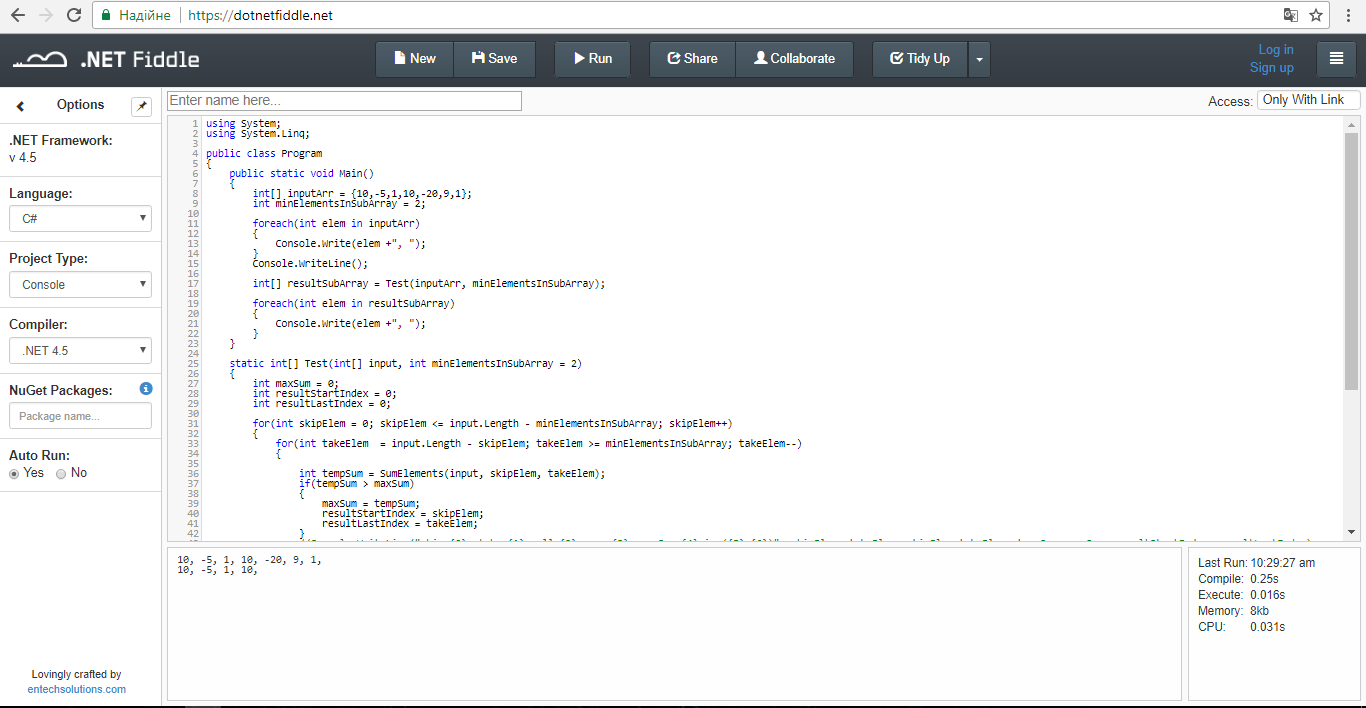 Надійне https://dotnetfiddle.net
.NET Fiddle
New Save Run Share Collaborate Tidy Up
Log in
Sign up
Options
.NET Framework:
v 4.5
Language:
C#
Project Type:
Console
Compiler:
.NET 4.5
NuGet Packages:
Package name...
Auto Run:
Yes No
Lovingly crafted by
entechsolutions.com
Enter name here...
Access: Only With Link
1 using System;
2 using System.Linq;
3
4 public class Program
5 {
6 public static void Main()
7 {
8 int[] inputArr = {10,-5,1,10,-20,9,1};
9 int minElementsInSubArray = 2;
10
11 foreach(int elem in inputArr)
12 {
13 Console.Write(elem +", ");
14 }
15 Console.WriteLine();
16
17 int[] resultSubArray = Test(inputArr, minElementsInSubArray);
18
19 foreach(int elem in resultSubArray)
20 {
21 Console.Write(elem +", ");
22 }
23 }
24
25 static int[] Test(int[] input, int minElementsInSubArray = 2)
26 {
27 int maxSum = 0;
28 int resultStartIndex = 0;
29 int resultLastIndex = 0;
30
31 for(int skipElem = 0; skipElem <= input.Length - minElementsInSubArray; skipElem++)
32 {
33 for(int takeElem  = input.Length - skipElem; takeElem >= minElementsInSubArray; takeElem--)
34 {
35
36 int tempSum = SumElements(input, skipElem, takeElem);
37 if(tempSum > maxSum)
38 {
39 maxSum = tempSum;
40 resultStartIndex = skipElem;
41 resultLastIndex = takeElem;
42 }
10, -5, 1, 10, -20, 9, 1,
10, -5, 1, 10,
Last Run: 10:29:27 am
Compile: 0.25s
Execute: 0.016s
Memory: 8kb
CPU: 0.031s